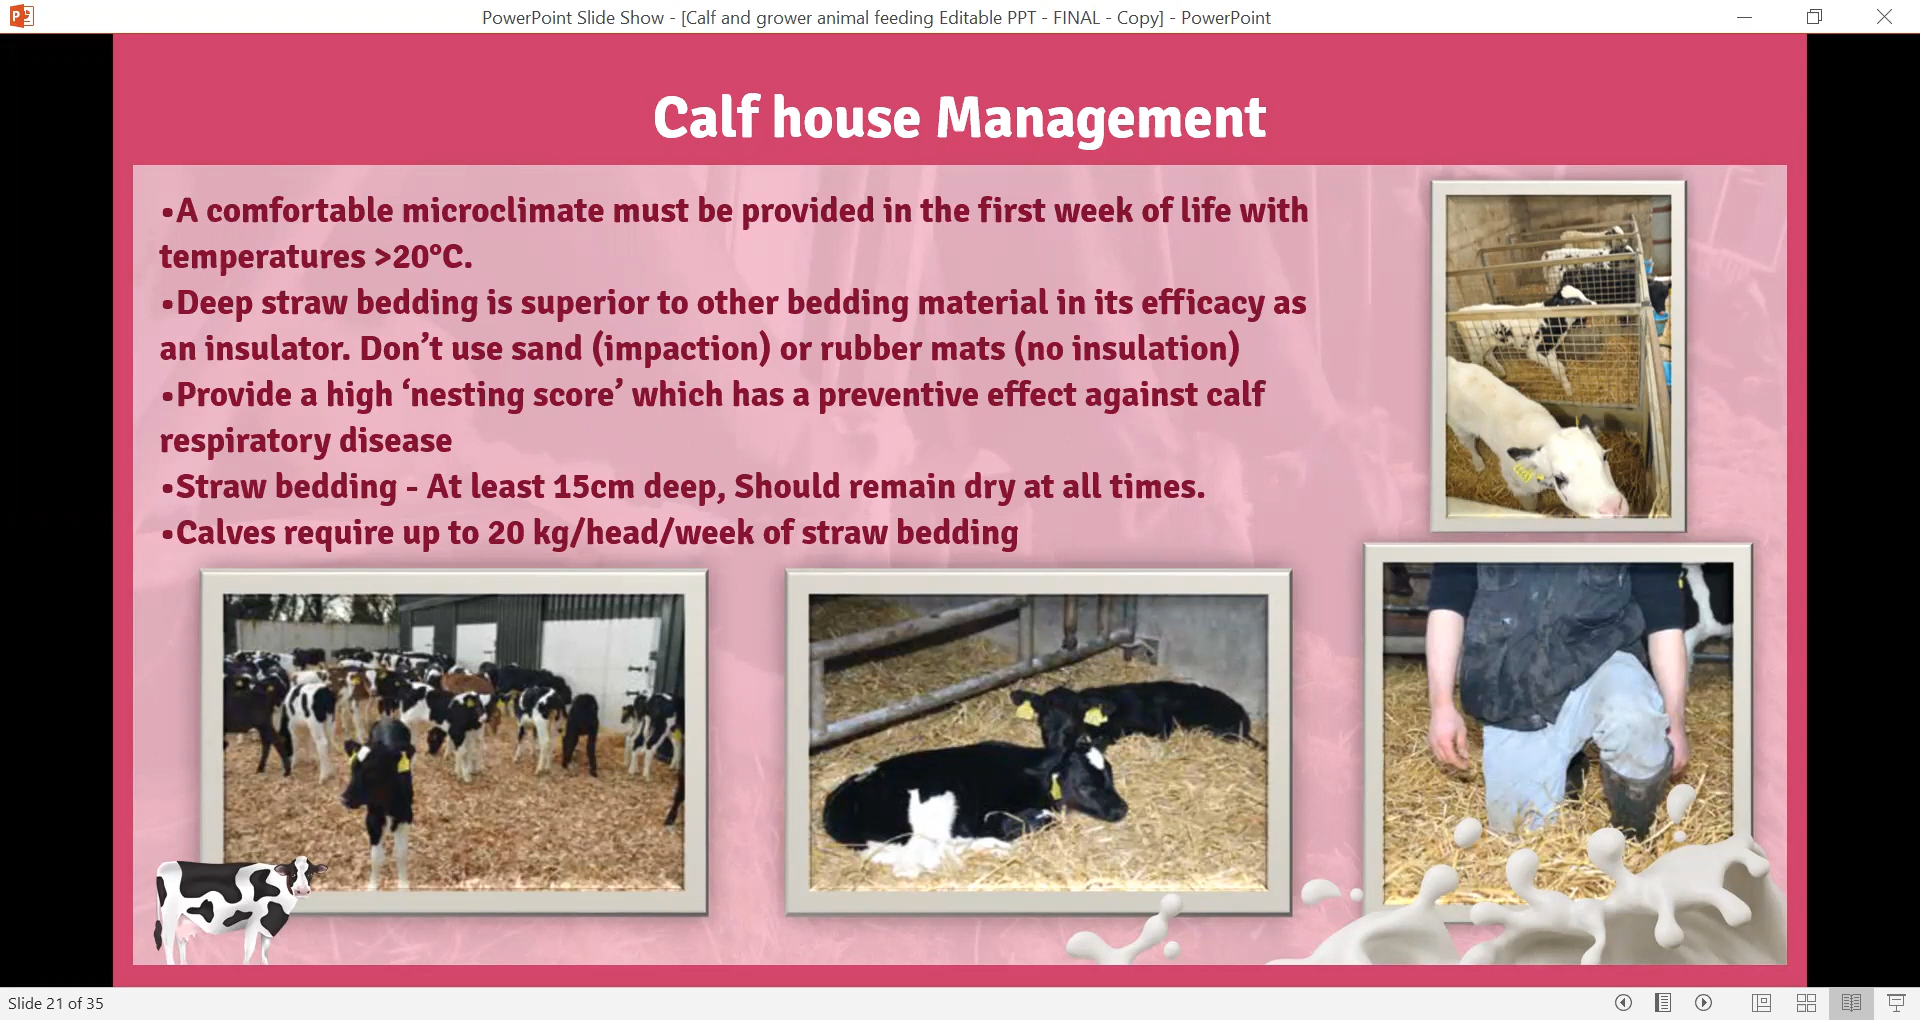 PowerPoint Slide Show - [Calf and grower animal feeding Editable PPT - FINAL - Copy] - PowerPoint
Calf house Management
•A comfortable microclimate must be provided in the first week of life with
temperatures >20°C.
•Deep straw bedding is superior to other bedding material in its efficacy as
an insulator. Don’t use sand (impaction) or rubber mats (no insulation)
•Provide a high ‘nesting score’ which has a preventive effect against calf
respiratory disease
•Straw bedding - At least 15cm deep, Should remain dry at all times.
•Calves require up to 20 kg/head/week of straw bedding
Slide 21 of 35